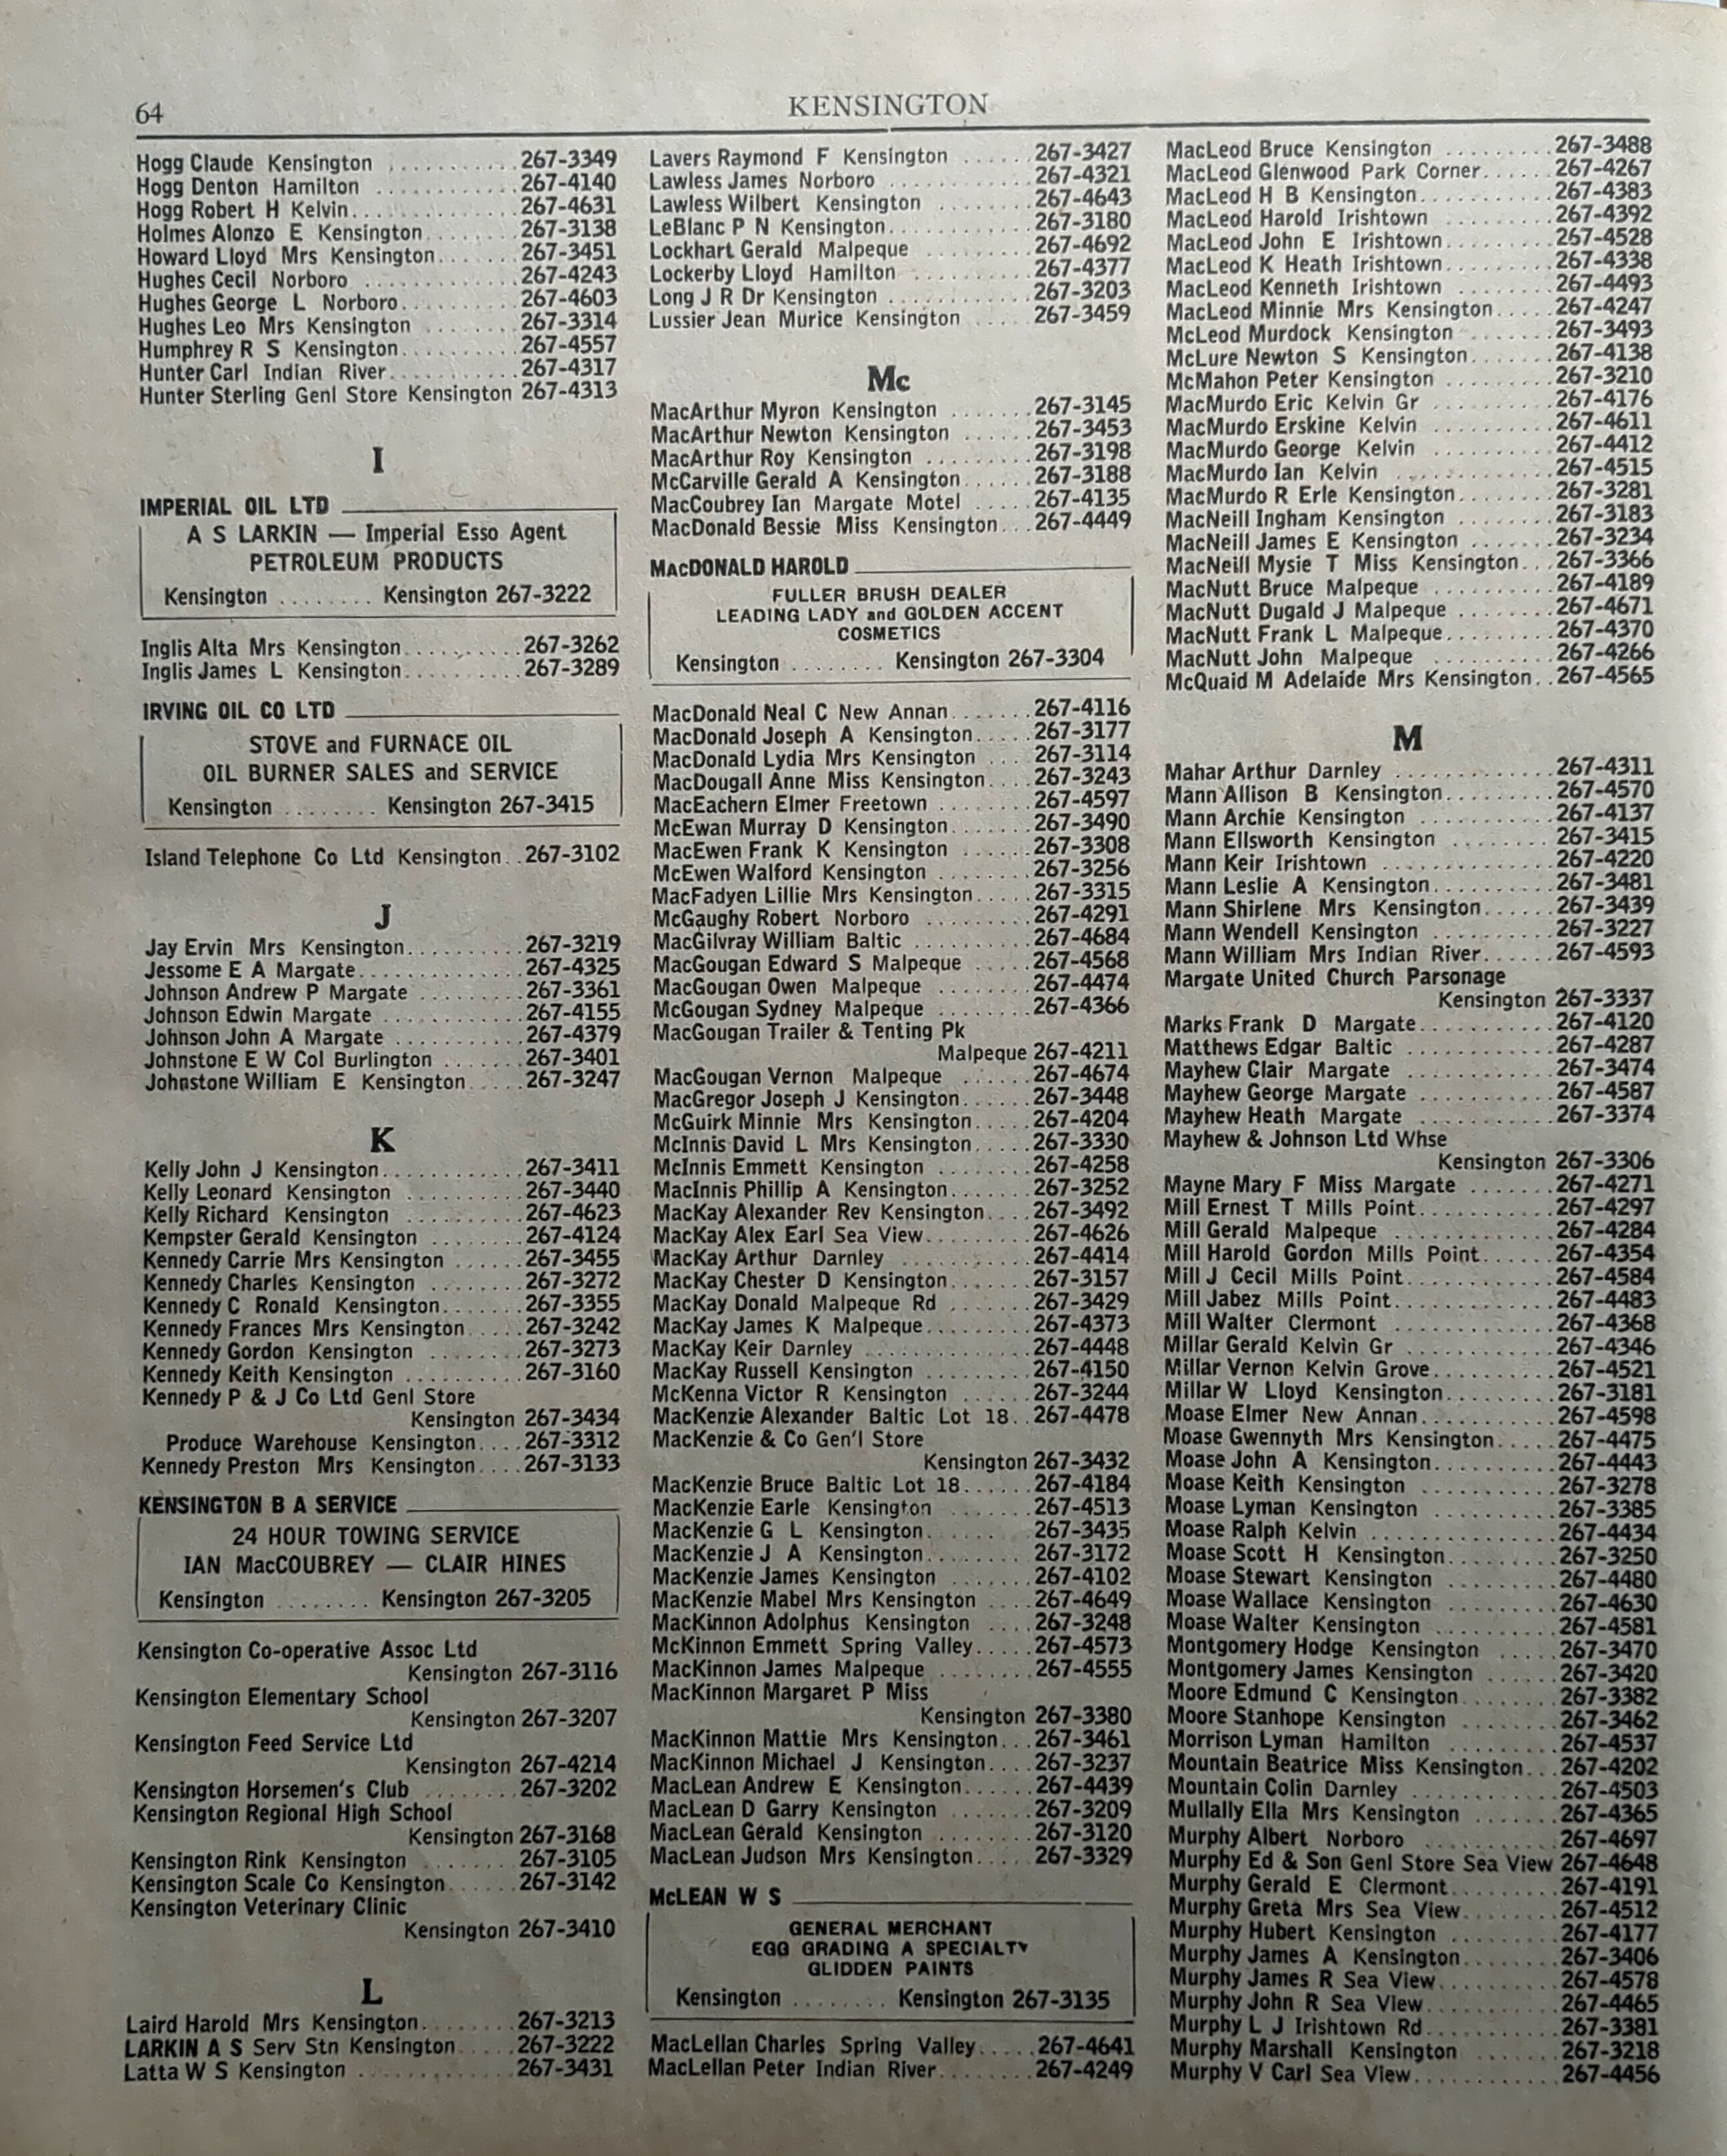 64
KENSINGTON
Hogg Claude Kensington .......... 267-3349
Hogg Denton Hamilton ........... 267-4140
Hogg Robert H Kelvin............. 267-4631
Holmes Alonzo E Kensington....... 267-3138
Howard Lloyd Mrs Kensington...... 267-3451
Hughes Cecil Norboro ............ 267-4243
Hughes George L Norboro......... 267-4603
Hughes Leo Mrs Kensington ....... 267-3314
Humphrey R S Kensington......... 267-4557
Hunter Carl Indian River.......... 267-4317
Hunter Sterling Genl Store Kensington 267-4313
I
IMPERIAL OIL LTD
A S LARKIN — Imperial Esso Agent
PETROLEUM PRODUCTS
Kensington ........ Kensington 267-3222
Inglis Alta Mrs Kensington.......... 267-3262
Inglis James L Kensington.......... 267-3289
IRVING OIL CO LTD
STOVE and FURNACE OIL
OIL BURNER SALES and SERVICE
Kensington ........ Kensington 267-3415
Island Telephone Co Ltd Kensington.. 267-3102
J
Jay Ervin Mrs Kensington.......... 267-3219
Jessome E A Margate.............. 267-4325
Johnson Andrew P Margate ........ 267-3361
Johnson Edwin Margate ........... 267-4155
Johnson John A Margate .......... 267-4379
Johnstone E W Col Burlington ...... 267-3401
Johnstone William E Kensington..... 267-3247
K
Kelly John J Kensington............ 267-3411
Kelly Leonard Kensington .......... 267-3440
Kelly Richard Kensington .......... 267-4623
Kempster Gerald Kensington ....... 267-4124
Kennedy Carrie Mrs Kensington ..... 267-3455
Kennedy Charles Kensington ....... 267-3272
Kennedy C Ronald Kensington...... 267-3355
Kennedy Frances Mrs Kensington.... 267-3242
Kennedy Gordon Kensington ....... 267-3273
Kennedy Keith Kensington ......... 267-3160
Kennedy P & J Co Ltd Genl Store
Kensington 267-3434
Produce Warehouse Kensington.... 267-3312
Kennedy Preston Mrs Kensington.... 267-3133
KENSINGTON B A SERVICE
24 HOUR TOWING SERVICE
IAN MacCOUBREY — CLAIR HINES
Kensington ........ Kensington 267-3205
Kensington Co-operative Assoc Ltd
Kensington 267-3116
Kensington Elementary School
Kensington 267-3207
Kensington Feed Service Ltd
Kensington 267-4214
Kensington Horsemen's Club ....... 267-3202
Kensington Regional High School
Kensington 267-3168
Kensington Rink Kensington ....... 267-3105
Kensington Scale Co Kensington..... 267-3142
Kensington Veterinary Clinic
Kensington 267-3410
L
Laird Harold Mrs Kensington........ 267-3213
LARKIN A S Serv Stn Kensington..... 267-3222
Latta W S Kensington ............. 267-3431
Lavers Raymond F Kensington ...... 267-3427
Lawless James Norboro ............ 267-4321
Lawless Wilbert Kensington ........ 267-4643
LeBlanc P N Kensington............ 267-3180
Lockhart Gerald Malpeque ......... 267-4692
Lockerby Lloyd Hamilton .......... 267-4377
Long J R Dr Kensington ............ 267-3203
Lussier Jean Murice Kensington ..... 267-3459
Mc
MacArthur Myron Kensington ....... 267-3145
MacArthur Newton Kensington ...... 267-3453
MacArthur Roy Kensington ......... 267-3198
McCarville Gerald A Kensington...... 267-3188
MacCoubrey Ian Margate Motel ..... 267-4135
MacDonald Bessie Miss Kensington... 267-4449
MacDONALD HAROLD
FULLER BRUSH DEALER
LEADING LADY and GOLDEN ACCENT
COSMETICS
Kensington ........ Kensington 267-3304
MacDonald Neal C New Annan....... 267-4116
MacDonald Joseph A Kensington..... 267-3177
MacDonald Lydia Mrs Kensington ... 267-3114
MacDougall Anne Miss Kensington.... 267-3243
MacEachern Elmer Freetown ........ 267-4597
McEwan Murray D Kensington....... 267-3490
MacEwen Frank K Kensington ...... 267-3308
McEwen Walford Kensington ........ 267-3256
MacFadyen Lillie Mrs Kensington..... 267-3315
McGaughy Robert Norboro ......... 267-4291
MacGilvray William Baltic .......... 267-4684
MacGougan Edward S Malpeque ..... 267-4568
MacGougan Owen Malpeque ........ 267-4474
McGougan Sydney Malpeque ........ 267-4366
MacGougan Trailer & Tenting Pk
Malpeque 267-4211
MacGougan Vernon Malpeque ...... 267-4674
MacGregor Joseph J Kensington...... 267-3448
McGuirk Minnie Mrs Kensington..... 267-4204
McInnis David L Mrs Kensington..... 267-3330
McInnis Emmett Kensington ........ 267-4258
MacInnis Phillip A Kensington....... 267-3252
MacKay Alexander Rev Kensington.... 267-3492
MacKay Alex Earl Sea View......... 267-4626
MacKay Arthur Darnley ........... 267-4414
MacKay Chester D Kensington....... 267-3157
MacKay Donald Malpeque Rd ....... 267-3429
MacKay James K Malpeque......... 267-4373
MacKay Keir Darnley .............. 267-4448
MacKay Russell Kensington ......... 267-4150
McKenna Victor R Kensington ...... 267-3244
MacKenzie Alexander Baltic Lot 18.. 267-4478
MacKenzie & Co Gen'l Store
Kensington 267-3432
MacKenzie Bruce Baltic Lot 18...... 267-4184
MacKenzie Earle Kensington ....... 267-4513
MacKenzie G L Kensington......... 267-3435
MacKenzie J A Kensington......... 267-3172
MacKenzie James Kensington ....... 267-4102
MacKenzie Mabel Mrs Kensington .... 267-4649
MacKinnon Adolphus Kensington .... 267-3248
McKinnon Emmett Spring Valley..... 267-4573
MacKinnon James Malpeque ........ 267-4555
MacKinnon Margaret P Miss
Kensington 267-3380
MacKinnon Mattie Mrs Kensington... 267-3461
MacKinnon Michael J Kensington.... 267-3237
MacLean Andrew E Kensington...... 267-4439
MacLean D Garry Kensington ....... 267-3209
MacLean Gerald Kensington ........ 267-3120
MacLean Judson Mrs Kensington..... 267-3329
McLEAN W S
GENERAL MERCHANT
EGG GRADING A SPECIALTY
GLIDDEN PAINTS
Kensington ........ Kensington 267-3135
MacLellan Charles Spring Valley..... 267-4641
MacLellan Peter Indian River........ 267-4249
MacLeod Bruce Kensington ......... 267-3488
MacLeod Glenwood Park Corner...... 267-4267
MacLeod H B Kensington........... 267-4383
MacLeod Harold Irishtown ......... 267-4392
MacLeod John E Irishtown......... 267-4528
MacLeod K Heath Irishtown......... 267-4338
MacLeod Kenneth Irishtown ........ 267-4493
MacLeod Minnie Mrs Kensington..... 267-4247
McLeod Murdock Kensington ....... 267-3493
McLure Newton S Kensington....... 267-4138
McMahon Peter Kensington ......... 267-3210
MacMurdo Eric Kelvin Gr .......... 267-4176
MacMurdo Erskine Kelvin .......... 267-4611
MacMurdo George Kelvin .......... 267-4412
MacMurdo Ian Kelvin ............. 267-4515
MacMurdo R Erle Kensington........ 267-3281
MacNeill Ingham Kensington ........ 267-3183
MacNeill James E Kensington ....... 267-3234
MacNeill Mysie T Miss Kensington... 267-3366
MacNutt Bruce Malpeque .......... 267-4189
MacNutt Dugald J Malpeque ........ 267-4671
MacNutt Frank L Malpeque......... 267-4370
MacNutt John Malpeque .......... 267-4266
McQuaid M Adelaide Mrs Kensington.. 267-4565
M
Mahar Arthur Darnley ............. 267-4311
Mann Allison B Kensington......... 267-4570
Mann Archie Kensington ........... 267-4137
Mann Ellsworth Kensington ........ 267-3415
Mann Keir Irishtown .............. 267-4220
Mann Leslie A Kensington.......... 267-3481
Mann Shirlene Mrs Kensington...... 267-3439
Mann Wendell Kensington .......... 267-3227
Mann William Mrs Indian River...... 267-4593
Margate United Church Parsonage
Kensington 267-3337
Marks Frank D Margate............ 267-4120
Matthews Edgar Baltic ............ 267-4287
Mayhew Clair Margate ............ 267-3474
Mayhew George Margate .......... 267-4587
Mayhew Heath Margate ........... 267-3374
Mayhew & Johnson Ltd Whse
Kensington 267-3306
Mayne Mary F Miss Margate ....... 267-4271
Mill Ernest T Mills Point............ 267-4297
Mill Gerald Malpeque .............. 267-4284
Mill Harold Gordon Mills Point...... 267-4354
Mill J Cecil Mills Point............. 267-4584
Mill Jabez Mills Point.............. 267-4483
Mill Walter Clermont .............. 267-4368
Millar Gerald Kelvin Gr ............ 267-4346
Millar Vernon Kelvin Grove.......... 267-4521
Millar W Lloyd Kensington......... 267-3181
Moase Elmer New Annan........... 267-4598
Moase Gwennyth Mrs Kensington..... 267-4475
Moase John A Kensington.......... 267-4443
Moase Keith Kensington ........... 267-3278
Moase Lyman Kensington .......... 267-3385
Moase Ralph Kelvin ............... 267-4434
Moase Scott H Kensington......... 267-3250
Moase Stewart Kensington ......... 267-4480
Moase Wallace Kensington ......... 267-4630
Moase Walter Kensington .......... 267-4581
Montgomery Hodge Kensington ..... 267-3470
Montgomery James Kensington ...... 267-3420
Moore Edmund C Kensington........ 267-3382
Moore Stanhope Kensington ........ 267-3462
Morrison Lyman Hamilton ......... 267-4537
Mountain Beatrice Miss Kensington... 267-4202
Mountain Colin Darnley ............ 267-4503
Mullally Ella Mrs Kensington ....... 267-4365
Murphy Albert Norboro ........... 267-4697
Murphy Ed & Son Genl Store Sea View 267-4648
Murphy Gerald E Clermont......... 267-4191
Murphy Greta Mrs Sea View........ 267-4512
Murphy Hubert Kensington ......... 267-4177
Murphy James A Kensington........ 267-3406
Murphy James R Sea View.......... 267-4578
Murphy John R Sea View........... 267-4465
Murphy L J Irishtown Rd........... 267-3381
Murphy Marshall Kensington ....... 267-3218
Murphy V Carl Sea View............ 267-4456